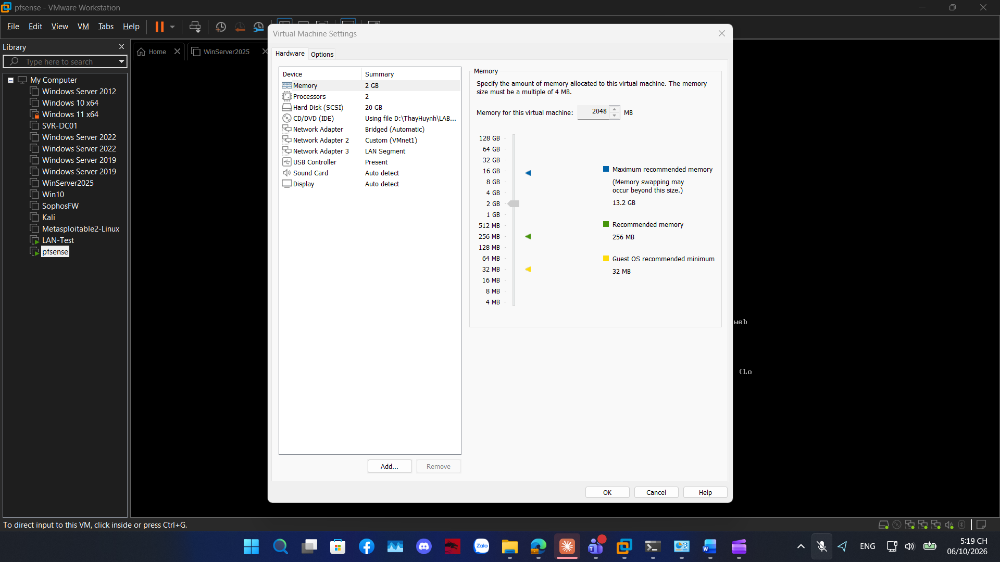 pfsense - VMware Workstation
File Edit View VM Tabs Help
Library
Type here to search
My Computer
Windows Server 2012
Windows 10 x64
Windows 11 x64
SVR-DC01
Windows Server 2022
Windows Server 2022
Windows Server 2019
Windows Server 2019
WinServer2025
Win10
SophosFW
Kali
Metasploitable2-Linux
LAN-Test
pfsense
Home
WinServer2025
Virtual Machine Settings
Hardware Options
Device Summary
Memory 2 GB
Processors 2
Hard Disk (SCSI) 20 GB
CD/DVD (IDE) Using file D:\ThayHuynh\LAB...
Network Adapter Bridged (Automatic)
Network Adapter 2 Custom (VMnet1)
Network Adapter 3 LAN Segment
USB Controller Present
Sound Card Auto detect
Display Auto detect
Add... Remove
Memory
Specify the amount of memory allocated to this virtual machine. The memory
size must be a multiple of 4 MB.
Memory for this virtual machine: 2048 MB
128 GB
64 GB
32 GB
16 GB
8 GB
4 GB
2 GB
1 GB
512 MB
256 MB
128 MB
64 MB
32 MB
16 MB
8 MB
4 MB
Maximum recommended memory
(Memory swapping may
occur beyond this size.)
13.2 GB
Recommended memory
256 MB
Guest OS recommended minimum
32 MB
OK Cancel Help
web
(Lo
To direct input to this VM, click inside or press Ctrl+G.
Zalo
ENG
5:19 CH
06/10/2026